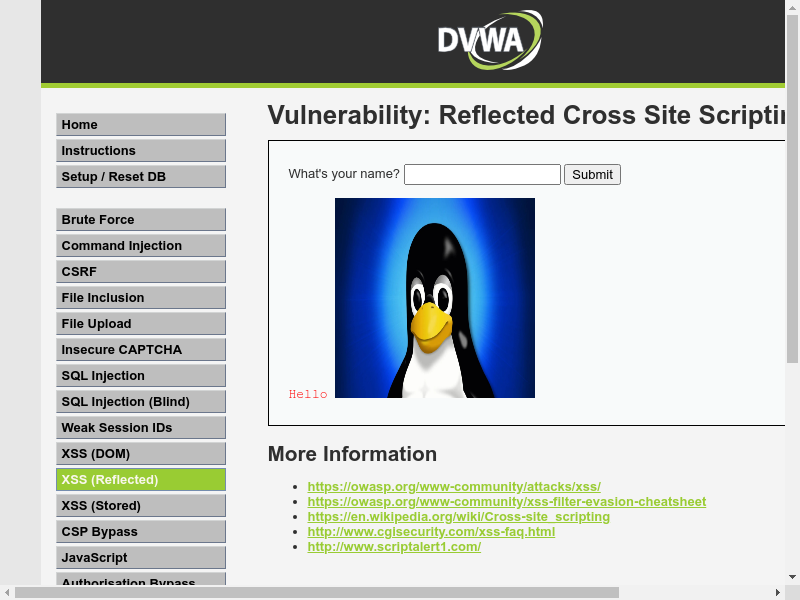 DVWA
Vulnerability: Reflected Cross Site Scripti
Home
Instructions
Setup / Reset DB
Brute Force
Command Injection
CSRF
File Inclusion
File Upload
Insecure CAPTCHA
SQL Injection
SQL Injection (Blind)
Weak Session IDs
XSS (DOM)
XSS (Reflected)
XSS (Stored)
CSP Bypass
JavaScript
Authorisation Bypass
What's your name? Submit
Hello
More Information
https://owasp.org/www-community/attacks/xss/
https://owasp.org/www-community/xss-filter-evasion-cheatsheet
https://en.wikipedia.org/wiki/Cross-site_scripting
http://www.cgisecurity.com/xss-faq.html
http://www.scriptalert1.com/